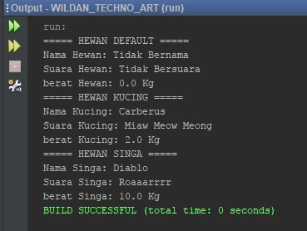 Output - WILDAN_TECHNO_ART (run)
run:
===== HEWAN DEFAULT =====
Nama Hewan: Tidak Bernama
Suara Hewan: Tidak Bersuara
berat Hewan: 0.0 Kg
===== HEWAN KUCING =====
Nama Kucing: Carberus
Suara Kucing: Miaw Meow Meong
berat Kucing: 2.0 Kg
===== HEWAN SINGA =====
Nama Singa: Diablo
Suara Singa: Roaaarrrr
berat Singa: 10.0 Kg
BUILD SUCCESSFUL (total time: 0 seconds)